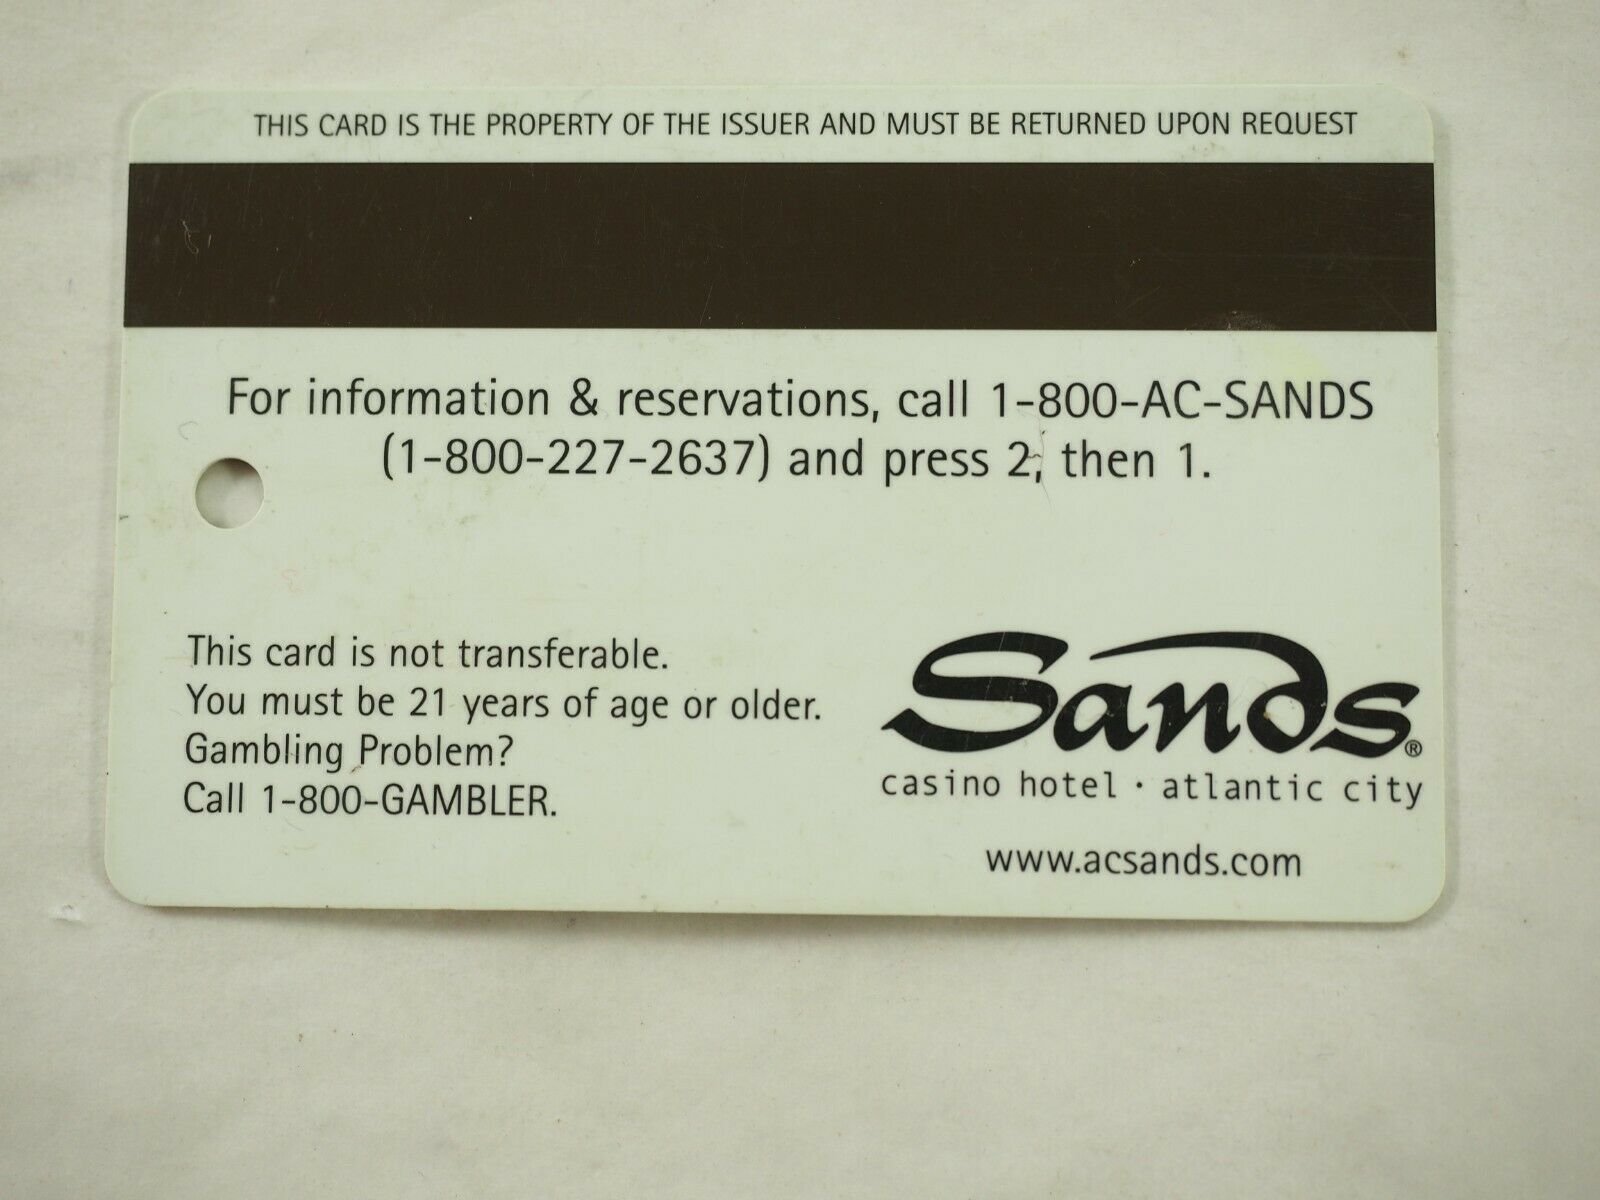 THIS CARD IS THE PROPERTY OF THE ISSUER AND MUST BE RETURNED UPON REQUEST
For information & reservations, call 1-800-AC-SANDS
(1-800-227-2637) and press 2, then 1.
This card is not transferable.
You must be 21 years of age or older.
Gambling Problem?
Call 1-800-GAMBLER.
Sands®
casino hotel · atlantic city
www.acsands.com